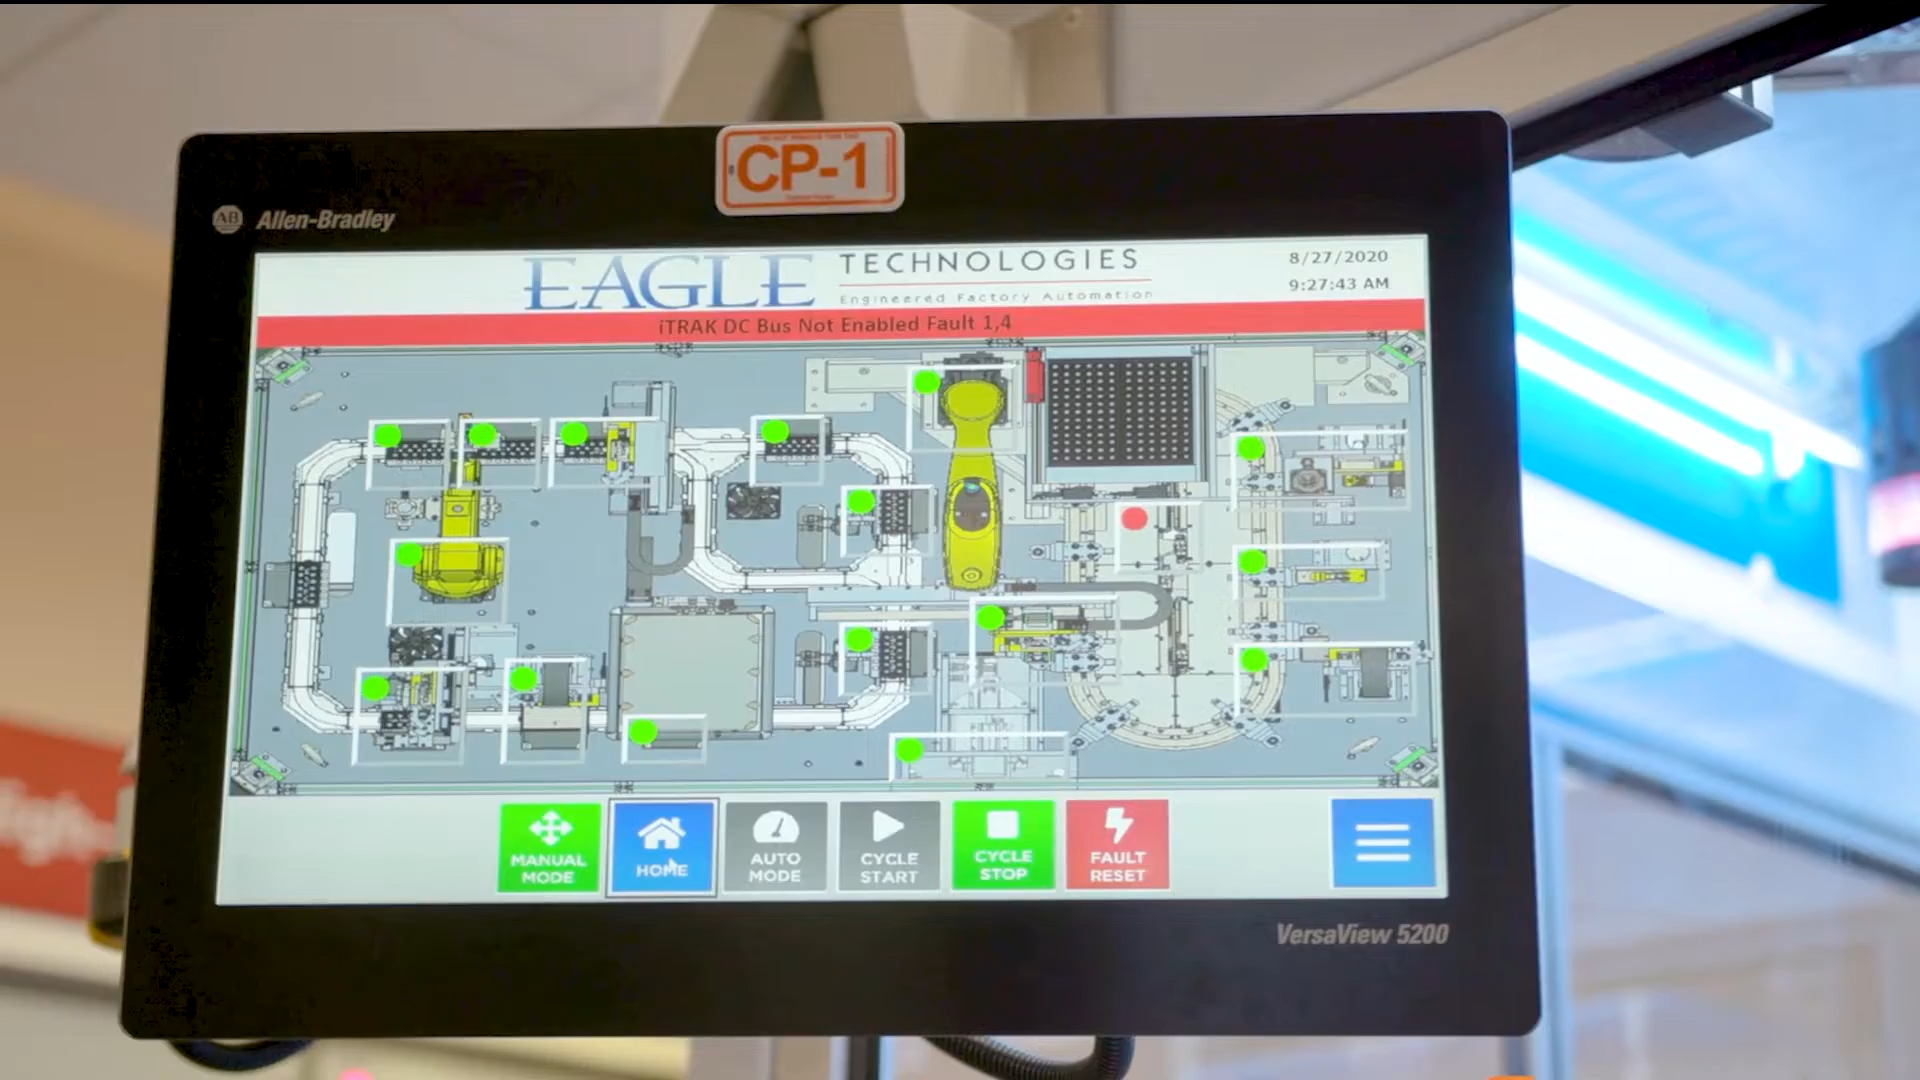 CP-1
AB Allen-Bradley
EAGLE TECHNOLOGIES
Engineered Factory Automation
8/27/2020
9:27:43 AM
iTRAK DC Bus Not Enabled Fault 1,4
MANUAL
MODE
HOME
AUTO
MODE
CYCLE
START
CYCLE
STOP
FAULT
RESET
VersaView 5200